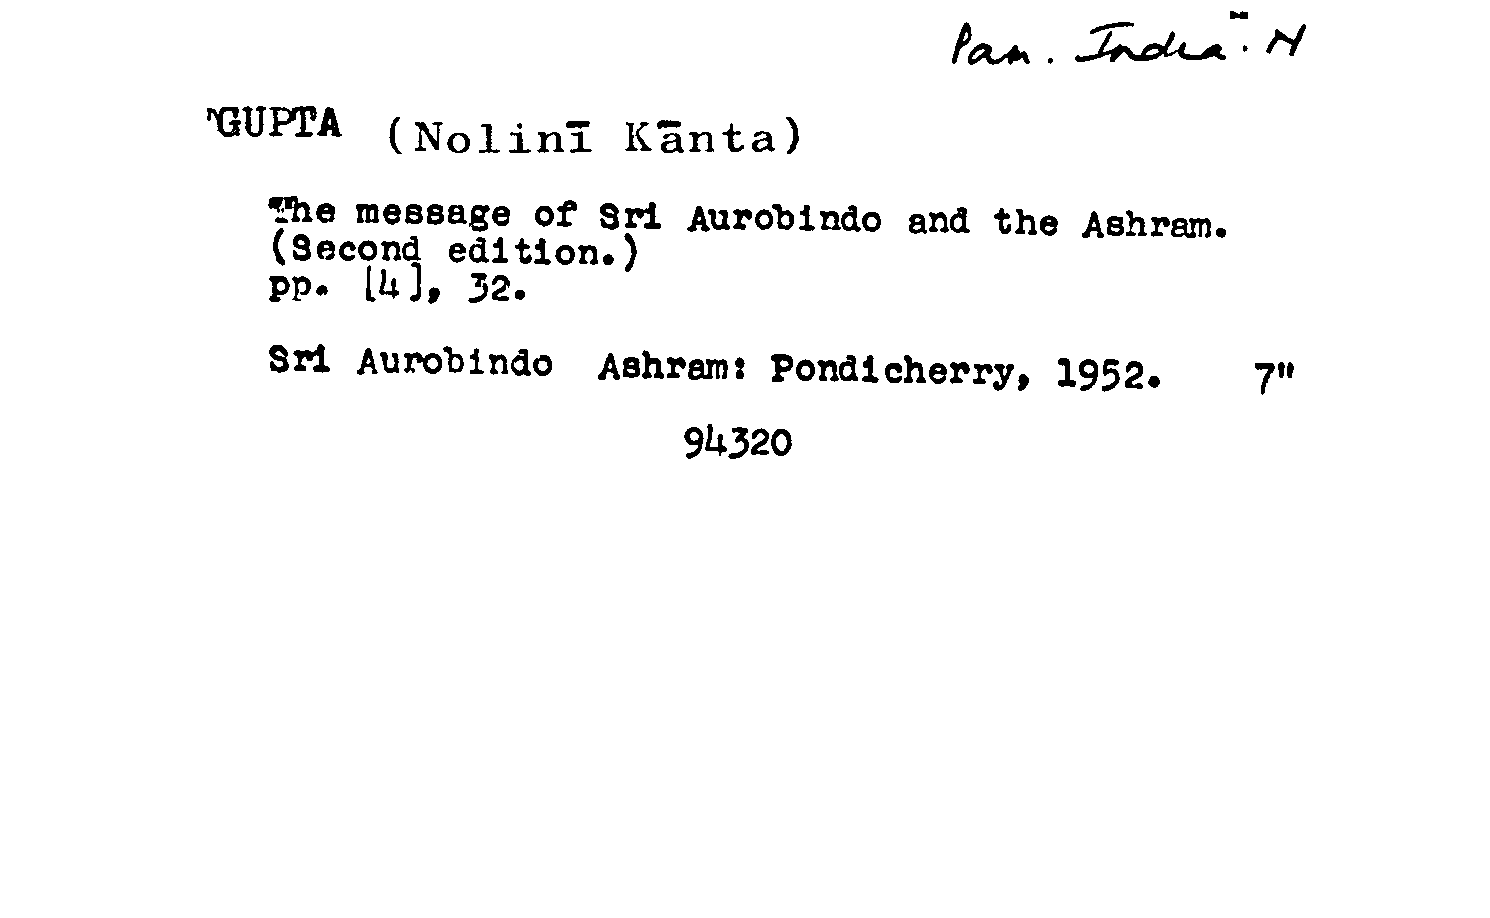 Pam. India. N
GUPTA (Nolinī Kānta)
The message of Sri Aurobindo and the Ashram.
(Second edition.)
pp. [4], 32.
Sri Aurobindo Ashram: Pondicherry, 1952. 7"
94320